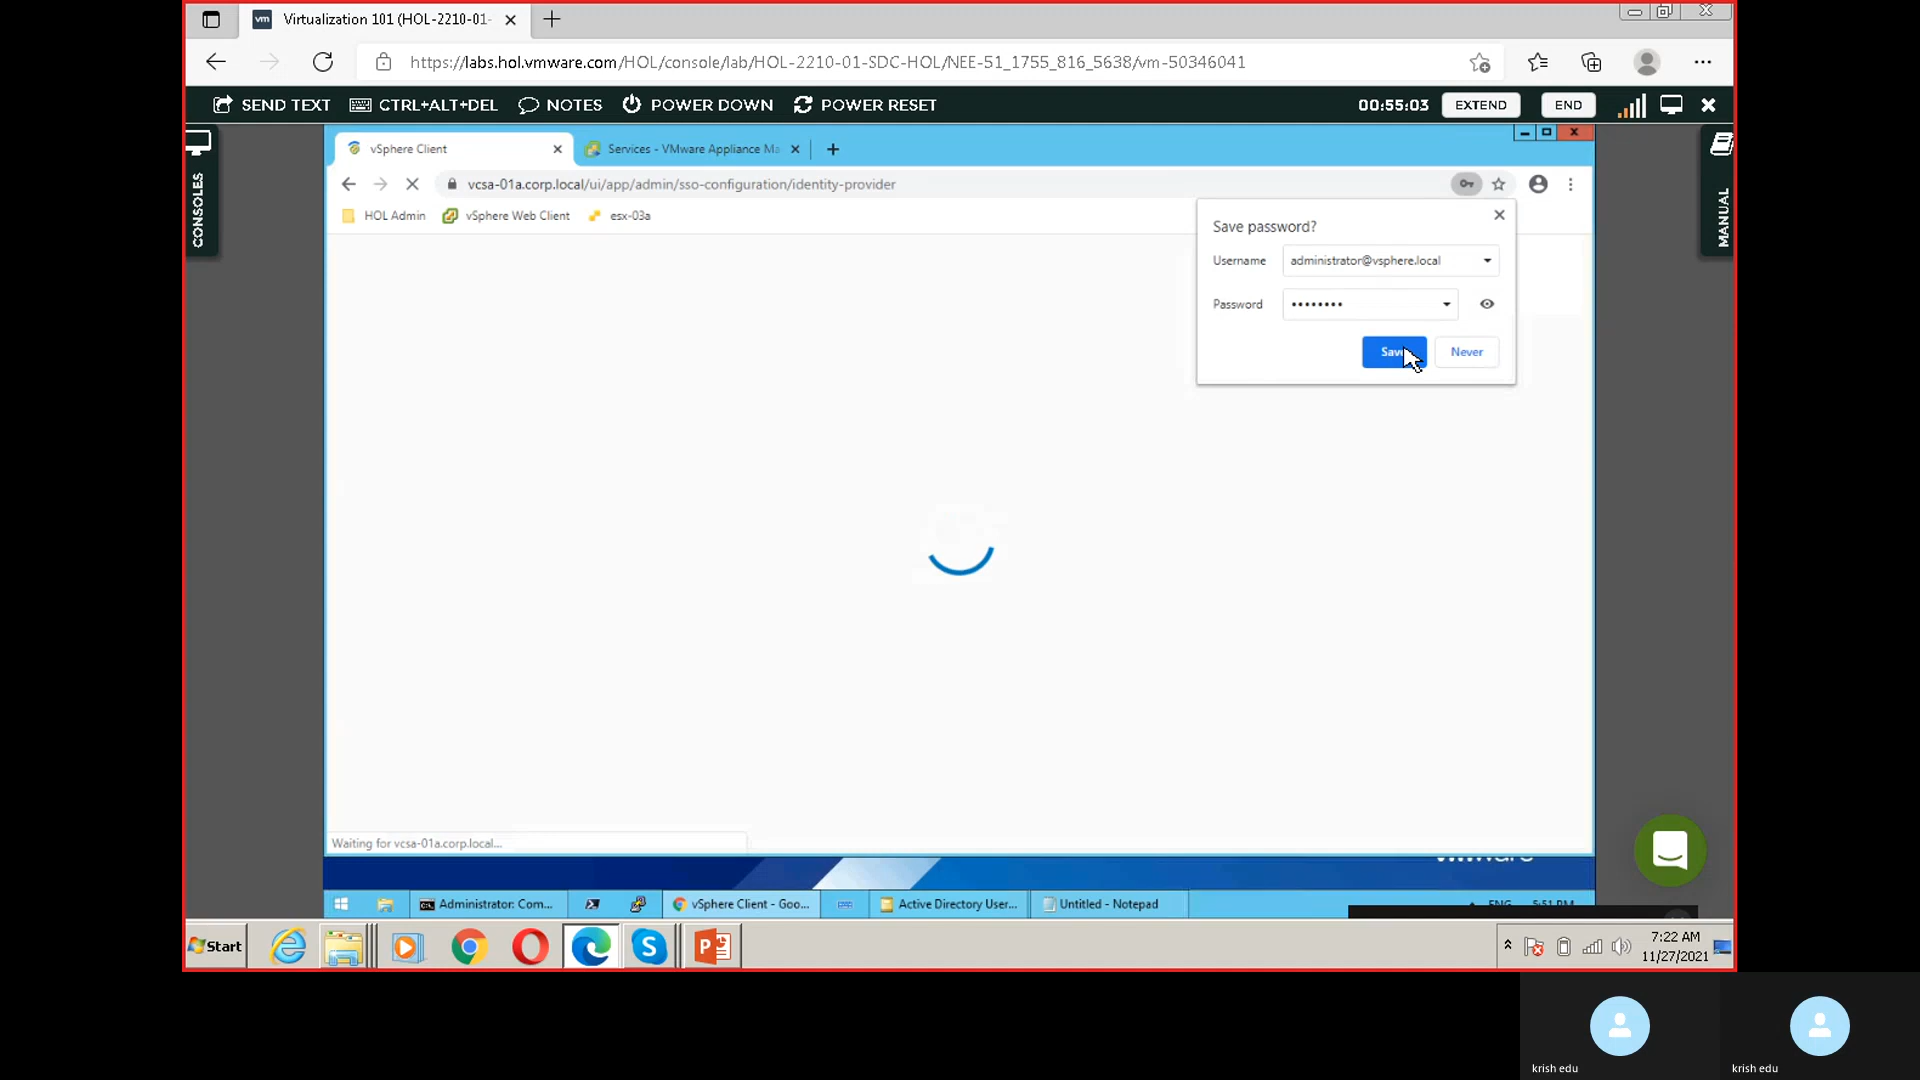 Virtualization 101 (HOL-2210-01-
https://labs.hol.vmware.com/HOL/console/lab/HOL-2210-01-SDC-HOL/NEE-51_1755_816_5638/vm-50346041
SEND TEXT CTRL+ALT+DEL NOTES POWER DOWN POWER RESET 00:55:03 EXTEND END
CONSOLES
MANUAL
vSphere Client Services - VMware Appliance Ma
vcsa-01a.corp.local/ui/app/admin/sso-configuration/identity-provider
HOL Admin vSphere Web Client esx-03a
Save password?
Username administrator@vsphere.local
Password ••••••••
Save Never
Waiting for vcsa-01a.corp.local...
Administrator: Com... vSphere Client - Goo... Active Directory User... Untitled - Notepad ENG 5:51 PM
Start
7:22 AM
11/27/2021
krish edu krish edu